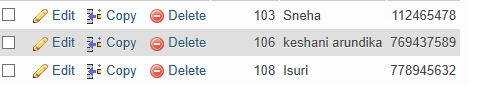 Edit Copy Delete 103 Sneha 112465478
Edit Copy Delete 106 keshani arundika 769437589
Edit Copy Delete 108 Isuri 778945632